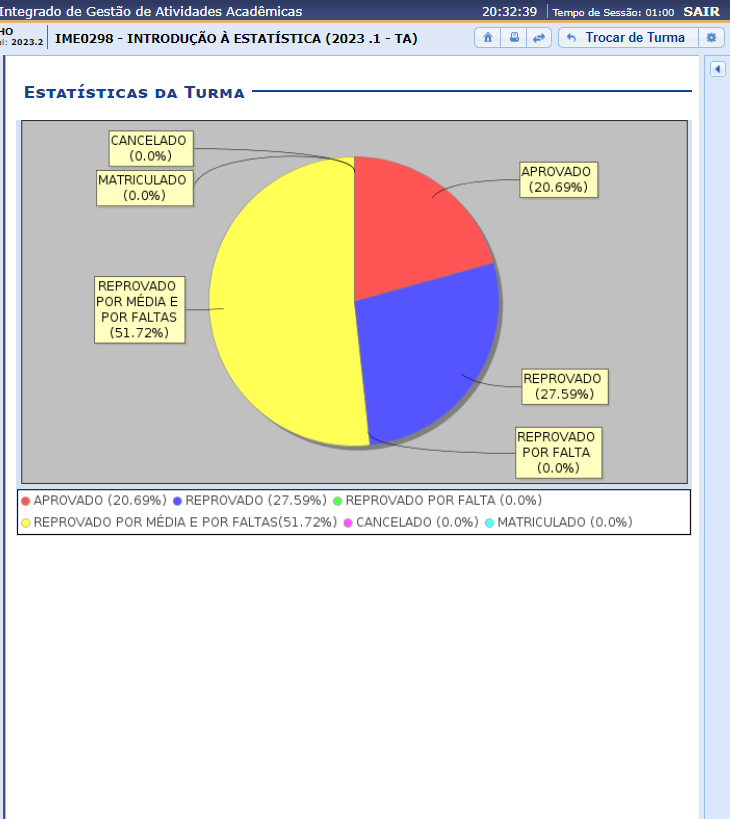 Integrado de Gestão de Atividades Acadêmicas 20:32:39 Tempo de Sessão: 01:00 SAIR
HO
el: 2023.2 IME0298 - INTRODUÇÃO À ESTATÍSTICA (2023 .1 - TA) Trocar de Turma
Estatísticas da Turma
CANCELADO
(0.0%)
MATRICULADO
(0.0%)
APROVADO
(20.69%)
REPROVADO
POR MÉDIA E
POR FALTAS
(51.72%)
REPROVADO
(27.59%)
REPROVADO
POR FALTA
(0.0%)
APROVADO (20.69%) REPROVADO (27.59%) REPROVADO POR FALTA (0.0%)
REPROVADO POR MÉDIA E POR FALTAS(51.72%) CANCELADO (0.0%) MATRICULADO (0.0%)